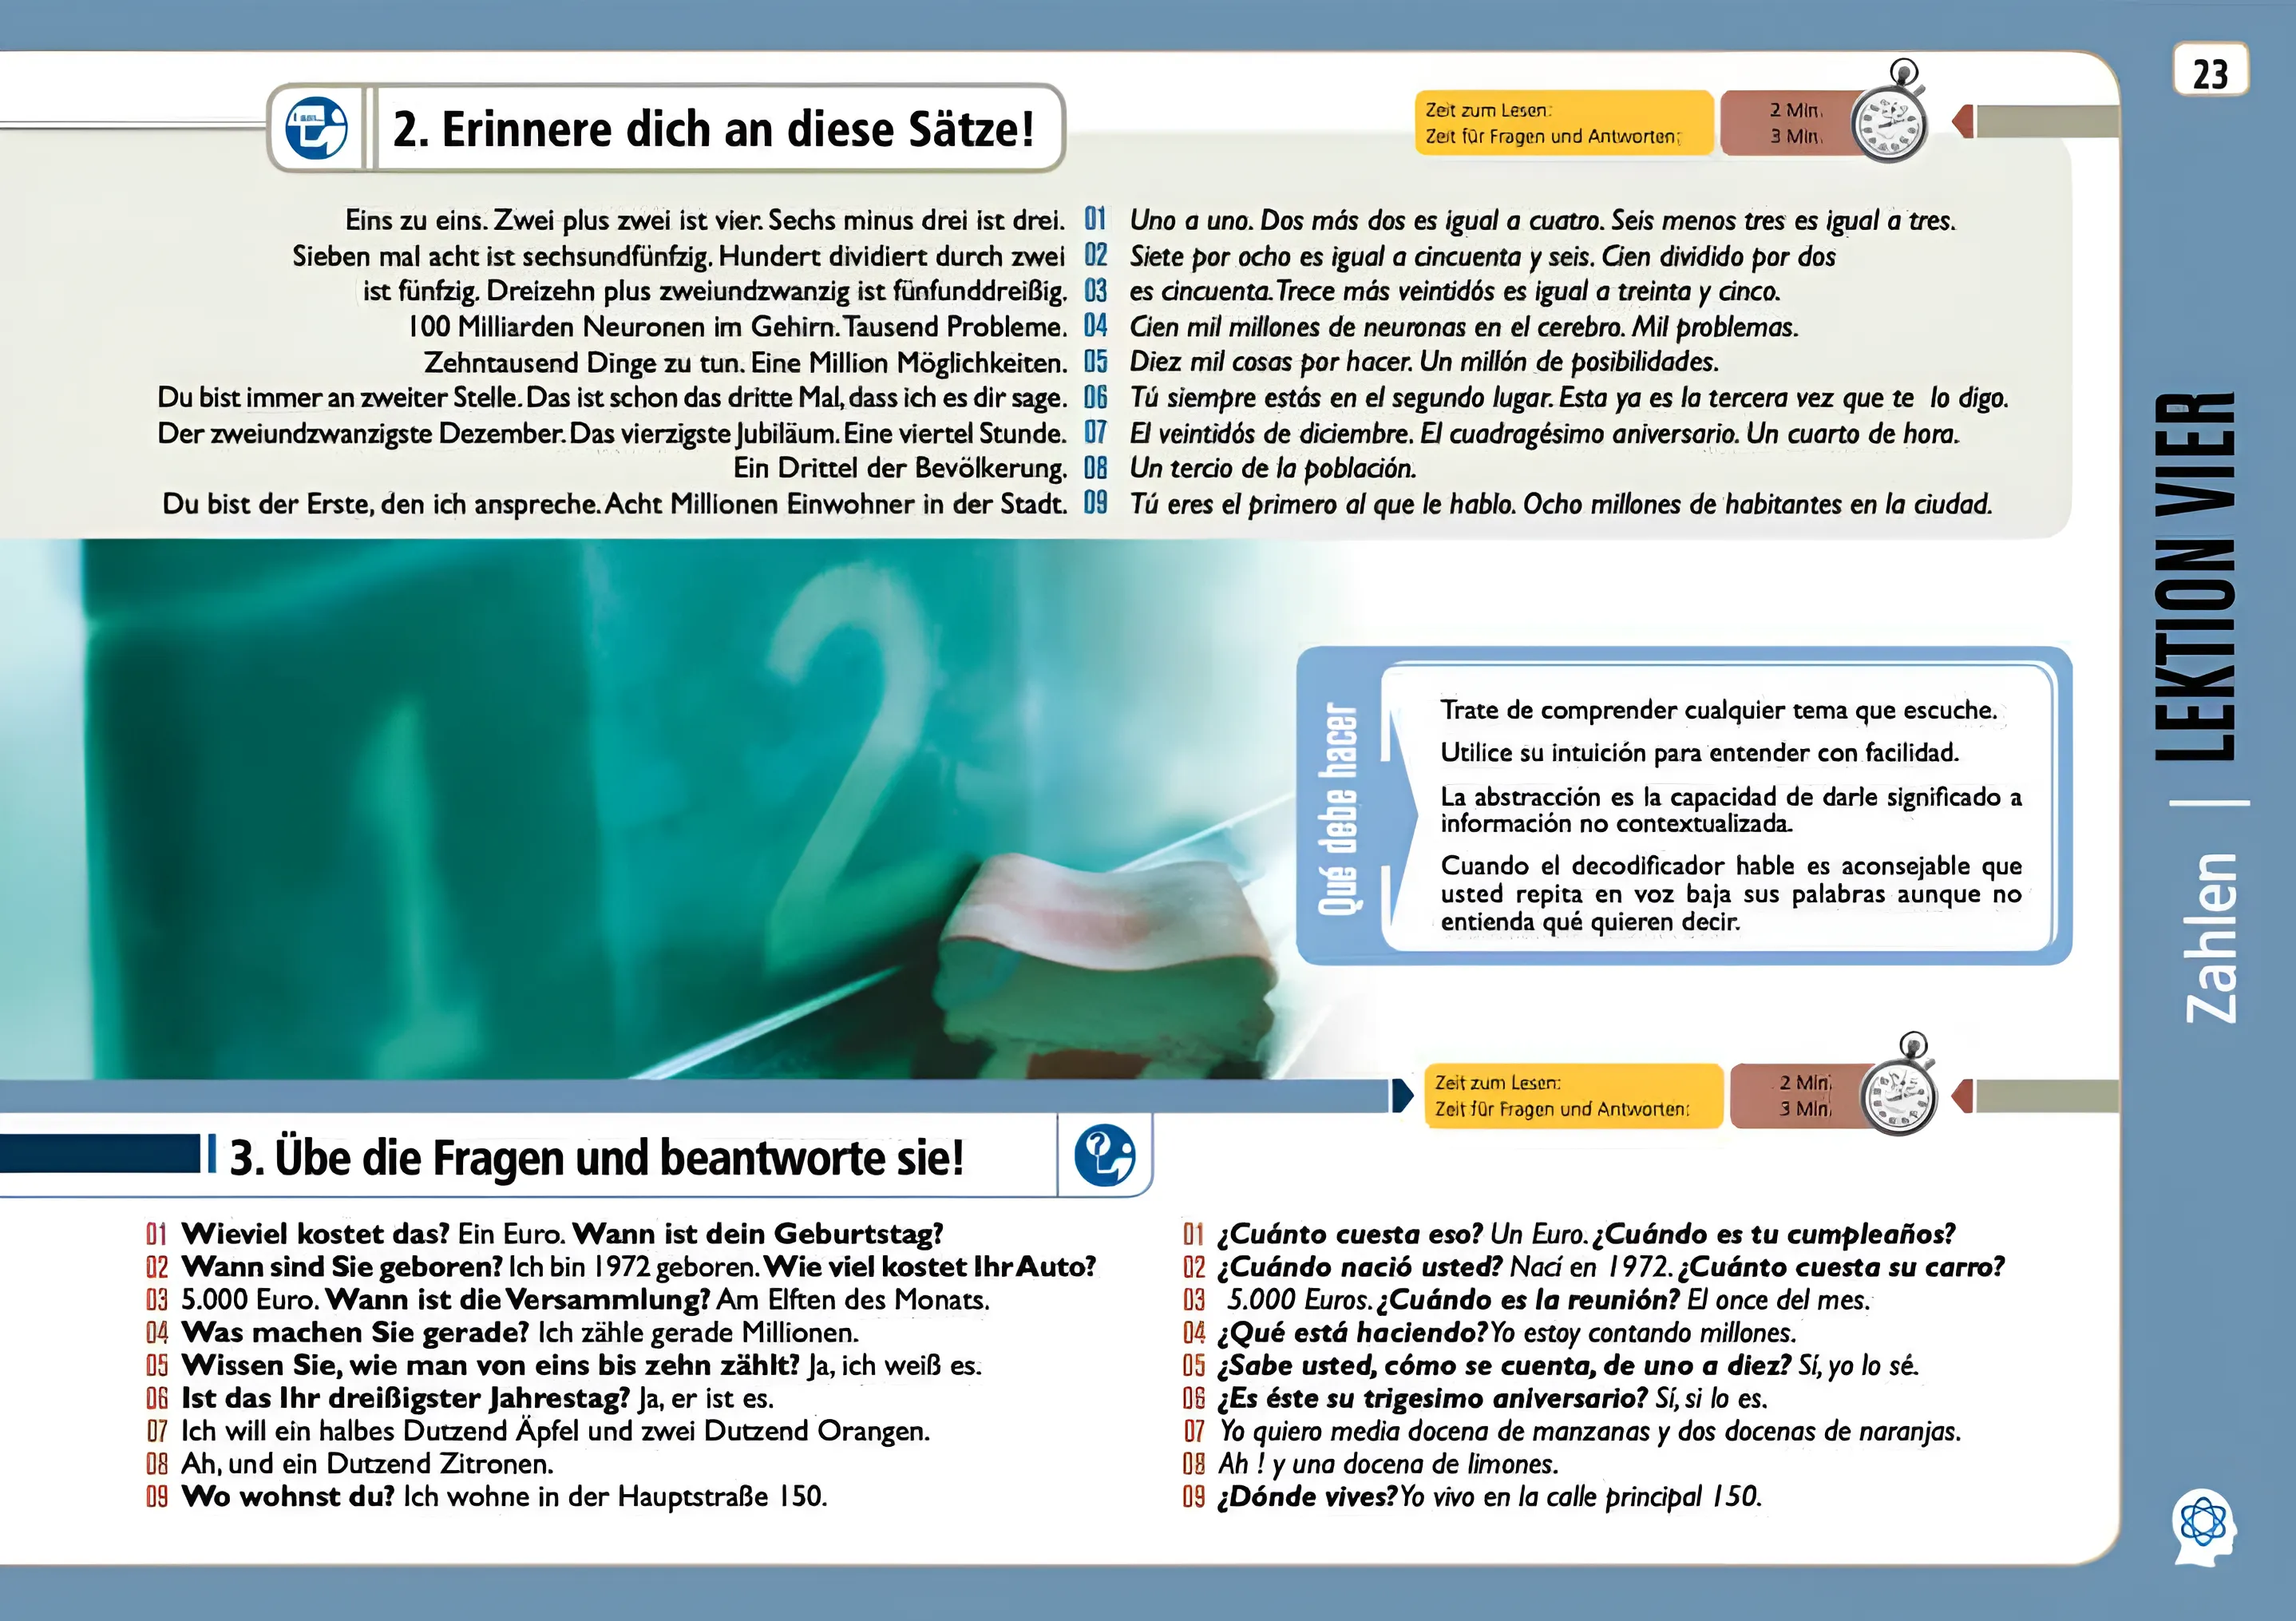 23
2. Erinnere dich an diese Sätze!
Zeit zum Lesen: 2 Min.
Zeit für Fragen und Antworten: 3 Min.
Eins zu eins. Zwei plus zwei ist vier. Sechs minus drei ist drei. 01 Uno a uno. Dos más dos es igual a cuatro. Seis menos tres es igual a tres.
Sieben mal acht ist sechsundfünfzig. Hundert dividiert durch zwei 02 Siete por ocho es igual a cincuenta y seis. Cien dividido por dos
ist fünfzig. Dreizehn plus zweiundzwanzig ist fünfunddreißig. 03 es cincuenta. Trece más veintidós es igual a treinta y cinco.
100 Milliarden Neuronen im Gehirn. Tausend Probleme. 04 Cien mil millones de neuronas en el cerebro. Mil problemas.
Zehntausend Dinge zu tun. Eine Million Möglichkeiten. 05 Diez mil cosas por hacer. Un millón de posibilidades.
Du bist immer an zweiter Stelle. Das ist schon das dritte Mal, dass ich es dir sage. 06 Tú siempre estás en el segundo lugar. Esta ya es la tercera vez que te lo digo.
Der zweiundzwanzigste Dezember. Das vierzigste Jubiläum. Eine viertel Stunde. 07 El veintidós de diciembre. El cuadragésimo aniversario. Un cuarto de hora.
Ein Drittel der Bevölkerung. 08 Un tercio de la población.
Du bist der Erste, den ich anspreche. Acht Millionen Einwohner in der Stadt. 09 Tú eres el primero al que le hablo. Ocho millones de habitantes en la ciudad.
1
2
Qué debe hacer
Trate de comprender cualquier tema que escuche.
Utilice su intuición para entender con facilidad.
La abstracción es la capacidad de darle significado a
información no contextualizada.
Cuando el decodificador hable es aconsejable que
usted repita en voz baja sus palabras aunque no
entienda qué quieren decir.
Zeit zum Lesen: 2 Min.
Zeit für Fragen und Antworten: 3 Min.
3. Übe die Fragen und beantworte sie!
01 Wieviel kostet das? Ein Euro. Wann ist dein Geburtstag?
02 Wann sind Sie geboren? Ich bin 1972 geboren. Wie viel kostet Ihr Auto?
03 5.000 Euro. Wann ist die Versammlung? Am Elften des Monats.
04 Was machen Sie gerade? Ich zähle gerade Millionen.
05 Wissen Sie, wie man von eins bis zehn zählt? Ja, ich weiß es.
06 Ist das Ihr dreißigster Jahrestag? Ja, er ist es.
07 Ich will ein halbes Dutzend Äpfel und zwei Dutzend Orangen.
08 Ah, und ein Dutzend Zitronen.
09 Wo wohnst du? Ich wohne in der Hauptstraße 150.
01 ¿Cuánto cuesta eso? Un Euro. ¿Cuándo es tu cumpleaños?
02 ¿Cuándo nació usted? Nací en 1972. ¿Cuánto cuesta su carro?
03 5.000 Euros. ¿Cuándo es la reunión? El once del mes.
04 ¿Qué está haciendo? Yo estoy contando millones.
05 ¿Sabe usted, cómo se cuenta, de uno a diez? Sí, yo lo sé.
06 ¿Es éste su trigesimo aniversario? Sí, si lo es.
07 Yo quiero media docena de manzanas y dos docenas de naranjas.
08 Ah ! y una docena de limones.
09 ¿Dónde vives? Yo vivo en la calle principal 150.
Zahlen | LEKTION VIER